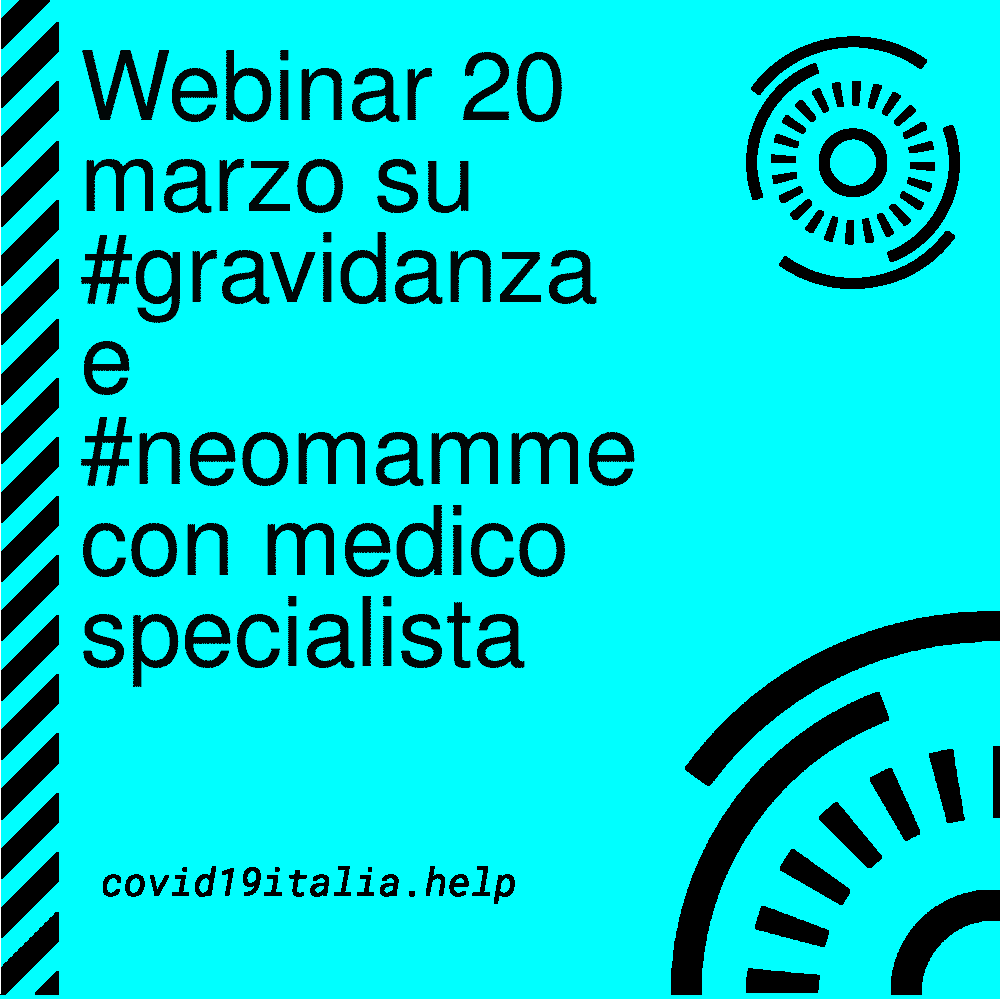 Webinar 20
marzo su
#gravidanza
e
#neomamme
con medico
specialista
covid19italia.help